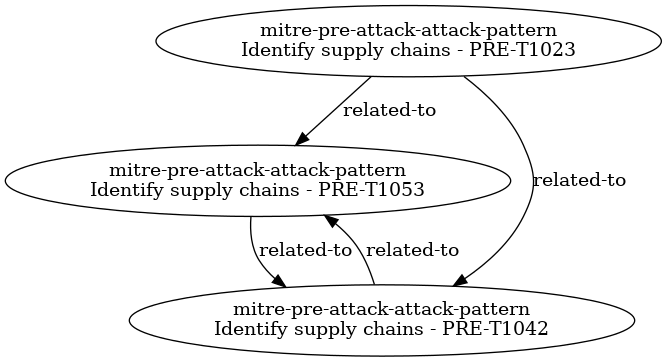 mitre-pre-attack-attack-pattern
Identify supply chains - PRE-T1023
related-to
mitre-pre-attack-attack-pattern
Identify supply chains - PRE-T1053
related-to
related-to
related-to
mitre-pre-attack-attack-pattern
Identify supply chains - PRE-T1042